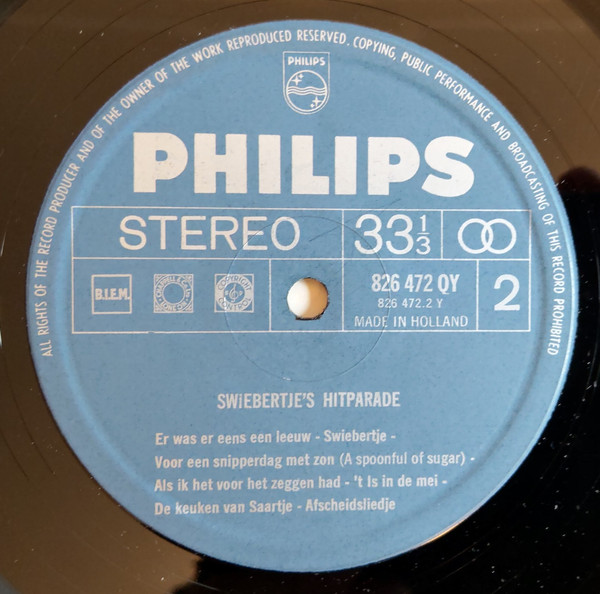 ALL RIGHTS OF THE RECORD PRODUCER AND OF THE OWNER OF THE WORK REPRODUCED RESERVED. COPYING, PUBLIC PERFORMANCE AND BROADCASTING OF THIS RECORD PROHIBITED
PHILIPS
PHILIPS
STEREO 33 1/3
B.I.E.M. 826 472 QY 2
826 472.2 Y
MADE IN HOLLAND
SWiEBERTJE'S HITPARADE
Er was er eens een leeuw - Swiebertje -
Voor een snipperdag met zon (A spoonful of sugar) -
Als ik het voor het zeggen had - 't Is in de mei -
De keuken van Saartje - Afscheidsliedje